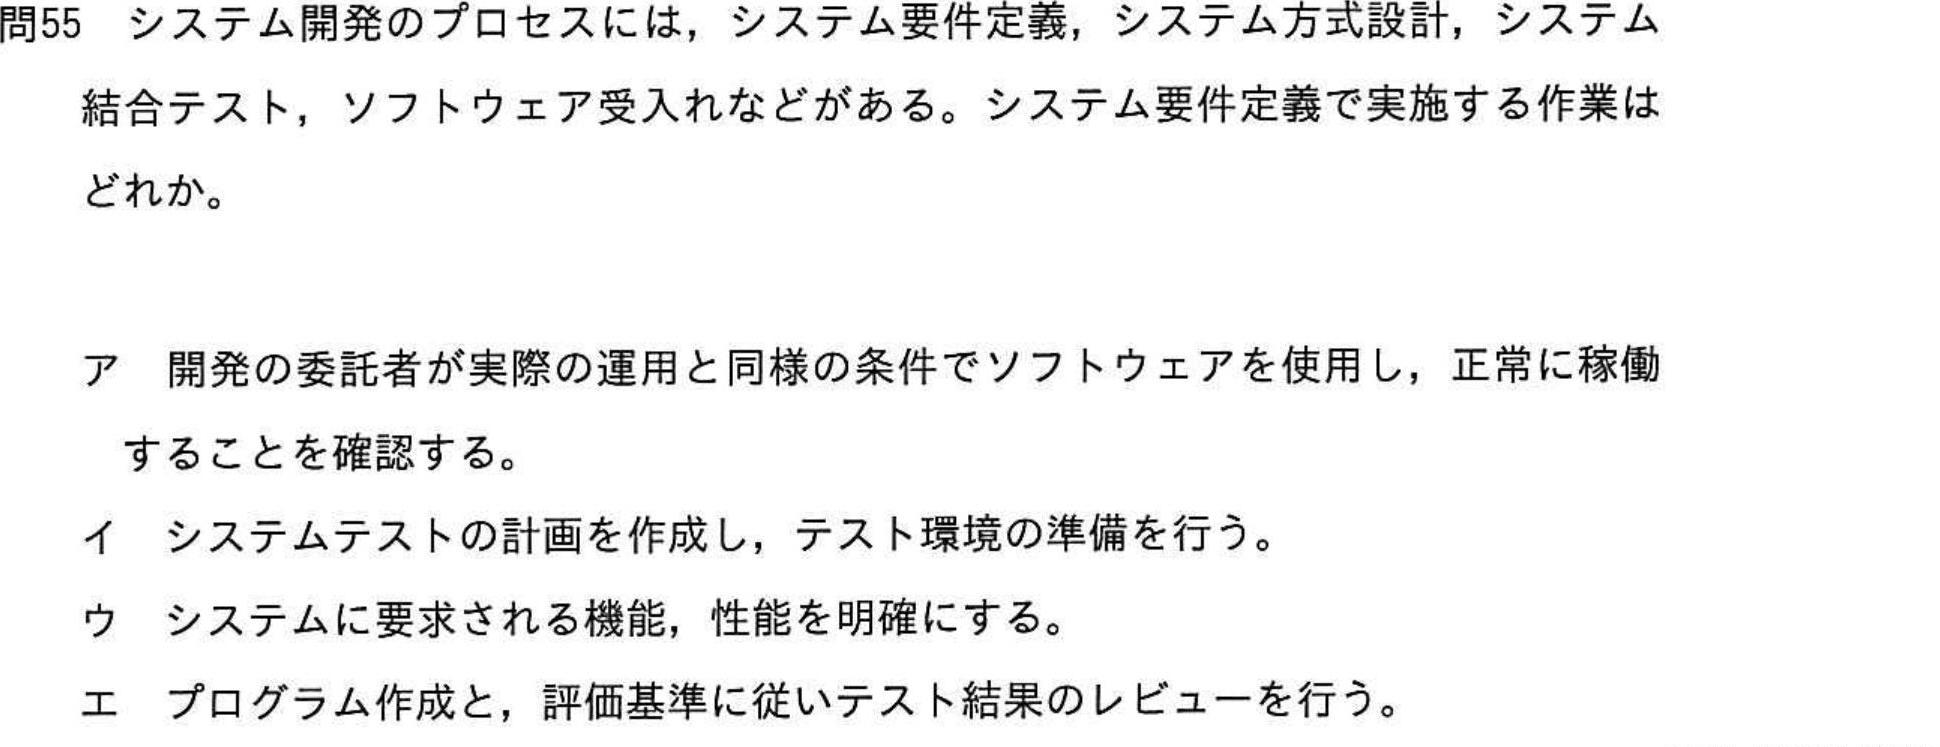 問55　システム開発のプロセスには，システム要件定義，システム方式設計，システム
結合テスト，ソフトウェア受入れなどがある。システム要件定義で実施する作業は
どれか。
ア　開発の委託者が実際の運用と同様の条件でソフトウェアを使用し，正常に稼働
することを確認する。
イ　システムテストの計画を作成し，テスト環境の準備を行う。
ウ　システムに要求される機能，性能を明確にする。
エ　プログラム作成と，評価基準に従いテスト結果のレビューを行う。